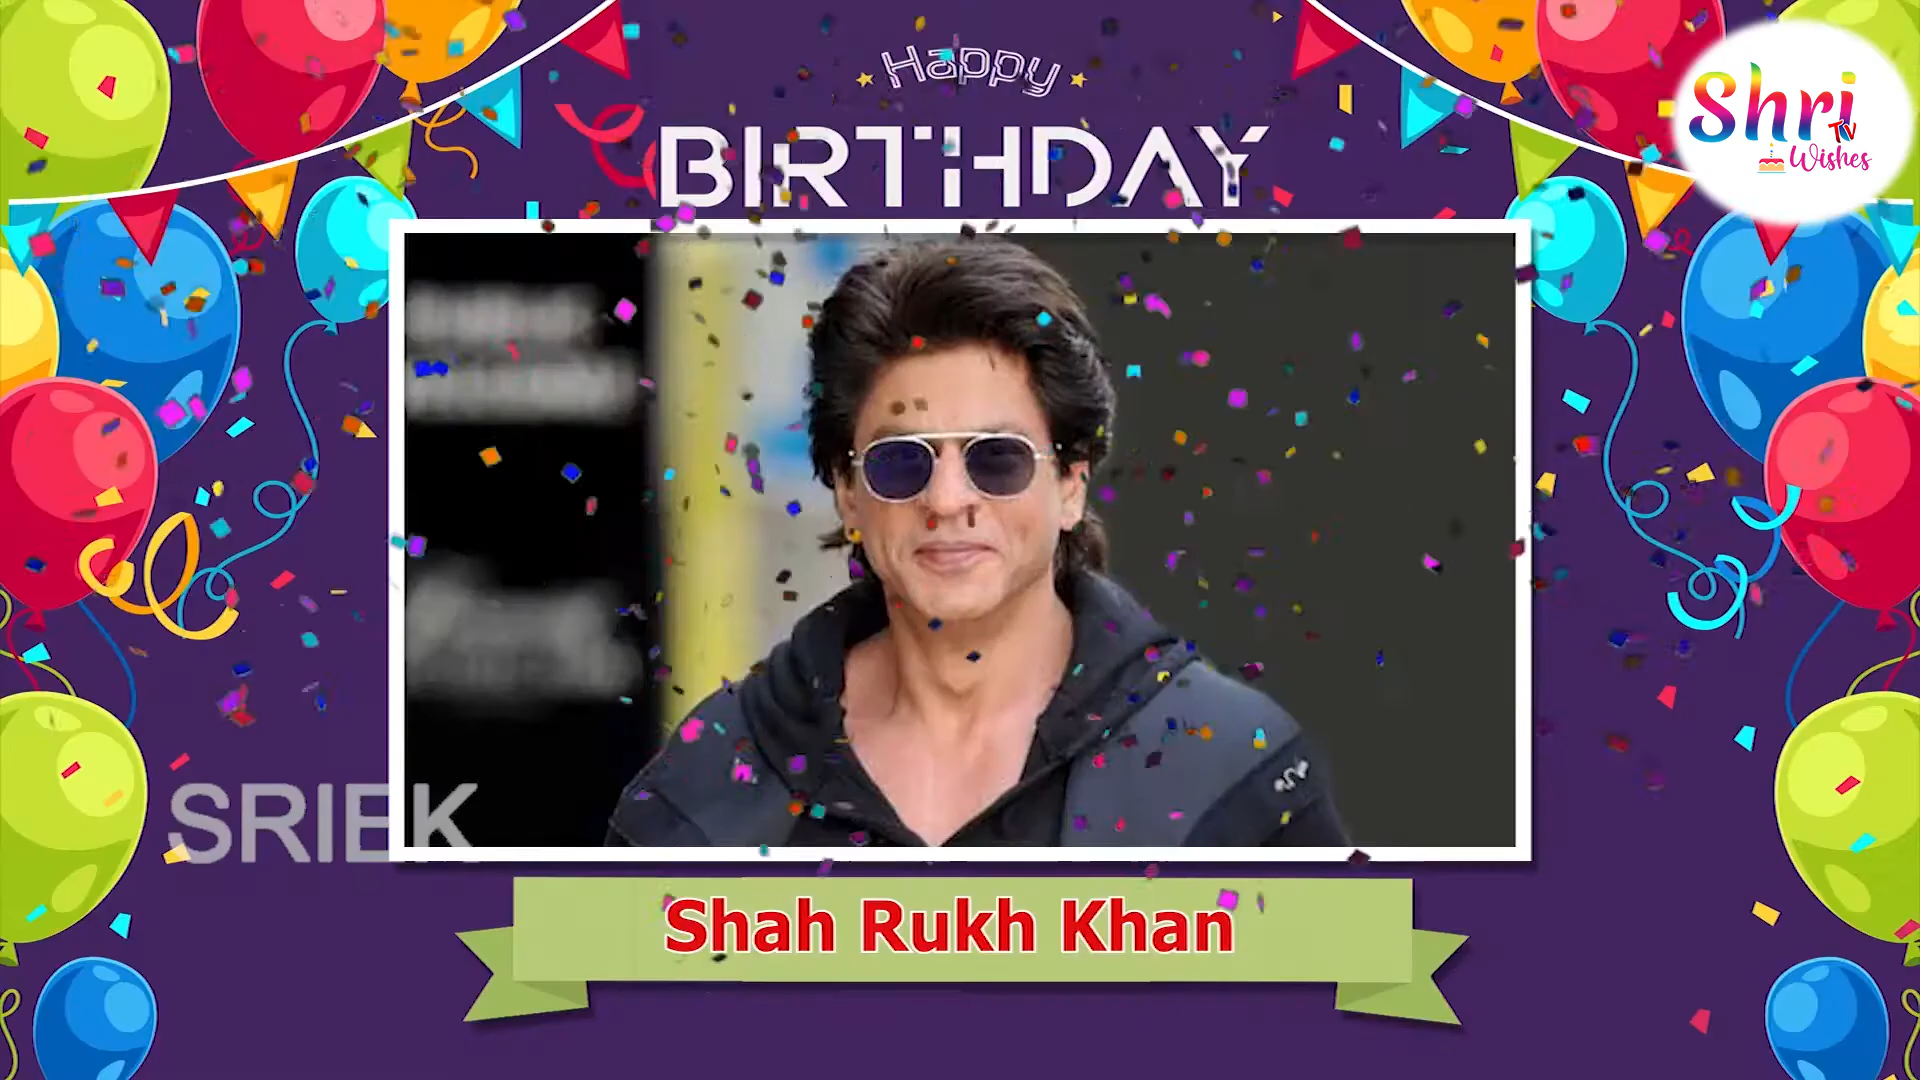 Happy
BIRTHDAY
Shri
TV
Wishes
SRIEK
Shah Rukh Khan